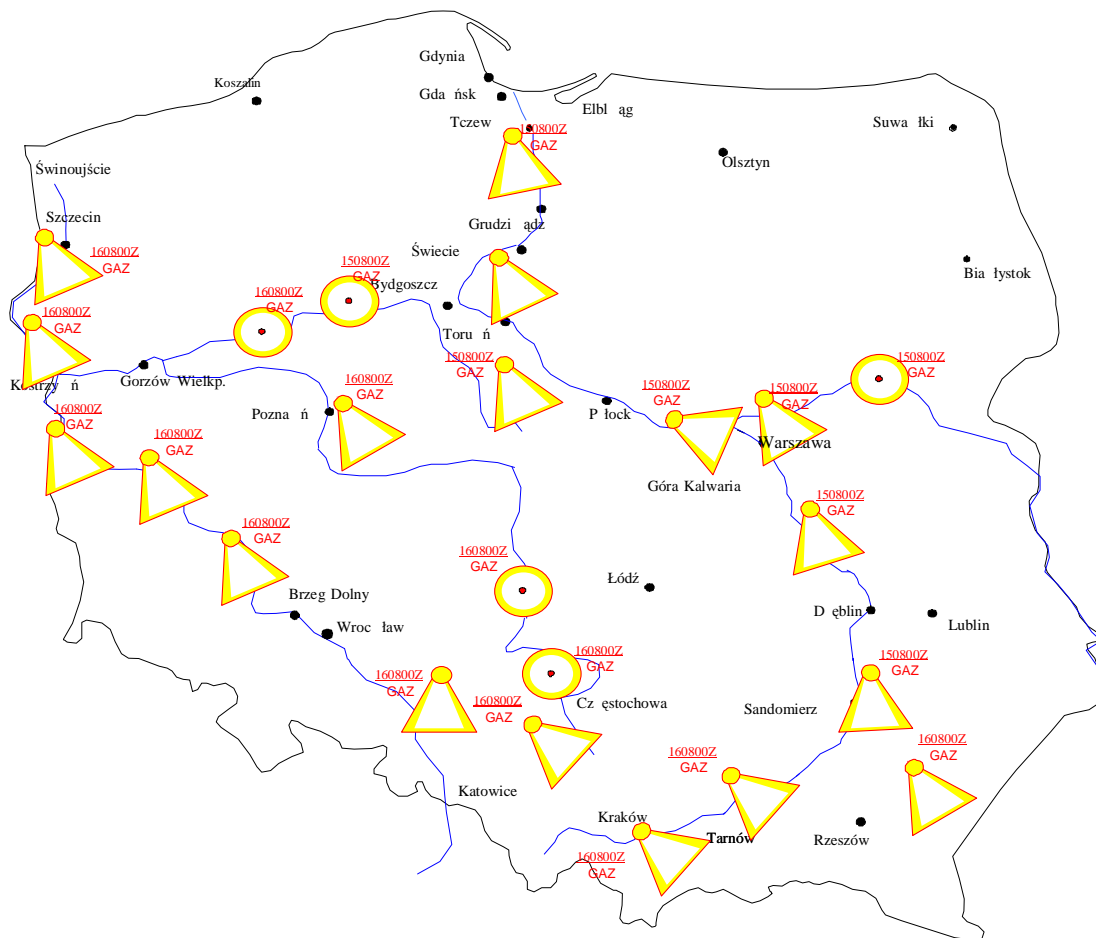 Gdynia
Koszalin
Gda ńsk
Elbl ąg
Tczew
150800Z
GAZ
Suwa łki
Olsztyn
Świnoujście
Szczecin
Grudzi ądz
160800Z
GAZ
Świecie
150800Z
GAZ
Bia łystok
Bydgoszcz
160800Z
GAZ
160800Z
GAZ
Toru ń
Kostrzy ń
Gorzów Wielkp.
150800Z
GAZ
150800Z
GAZ
160800Z
GAZ
150800Z
GAZ
150800Z
GAZ
Pozna ń
P łock
160800Z
GAZ
Warszawa
160800Z
GAZ
Góra Kalwaria
150800Z
GAZ
160800Z
GAZ
160800Z
GAZ
Łódź
Brzeg Dolny
D ęblin
Lublin
Wroc ław
160800Z
GAZ
160800Z
GAZ
150800Z
GAZ
160800Z
GAZ
Cz ęstochowa
Sandomierz
160800Z
GAZ
160800Z
GAZ
Katowice
Kraków
Tarnów
Rzeszów
160800Z
GAZ